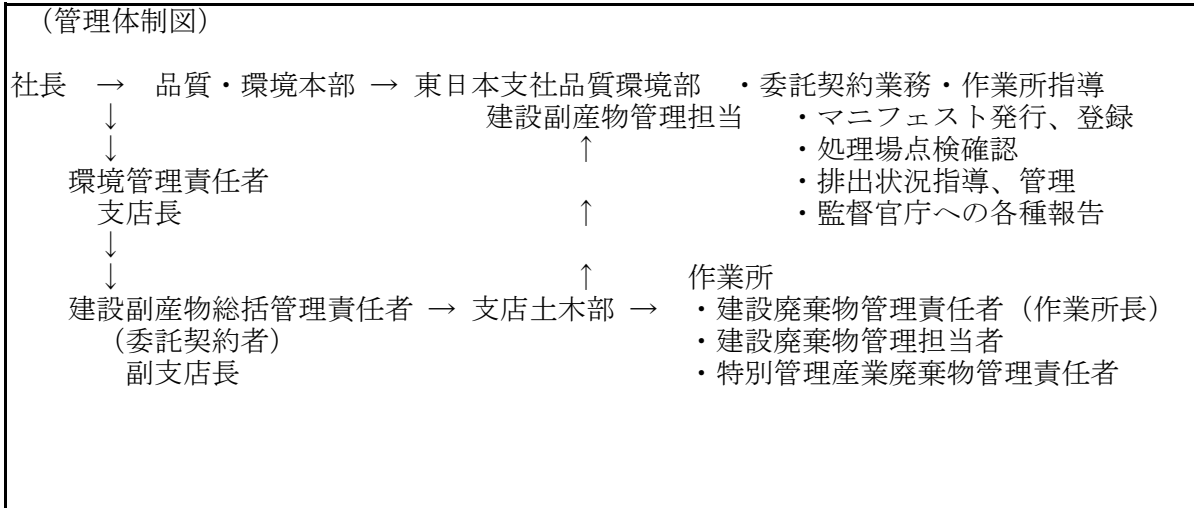 （管理体制図）
社長　→　品質・環境本部 → 東日本支社品質環境部　・委託契約業務・作業所指導
↓　建設副産物管理担当　・マニフェスト発行、登録
↓　↑　・処理場点検確認
環境管理責任者　・排出状況指導、管理
支店長　↑　・監督官庁への各種報告
↓
↓　↑　作業所
建設副産物総括管理責任者 → 支店土木部 →　・建設廃棄物管理責任者（作業所長）
（委託契約者）　・建設廃棄物管理担当者
副支店長　・特別管理産業廃棄物管理責任者